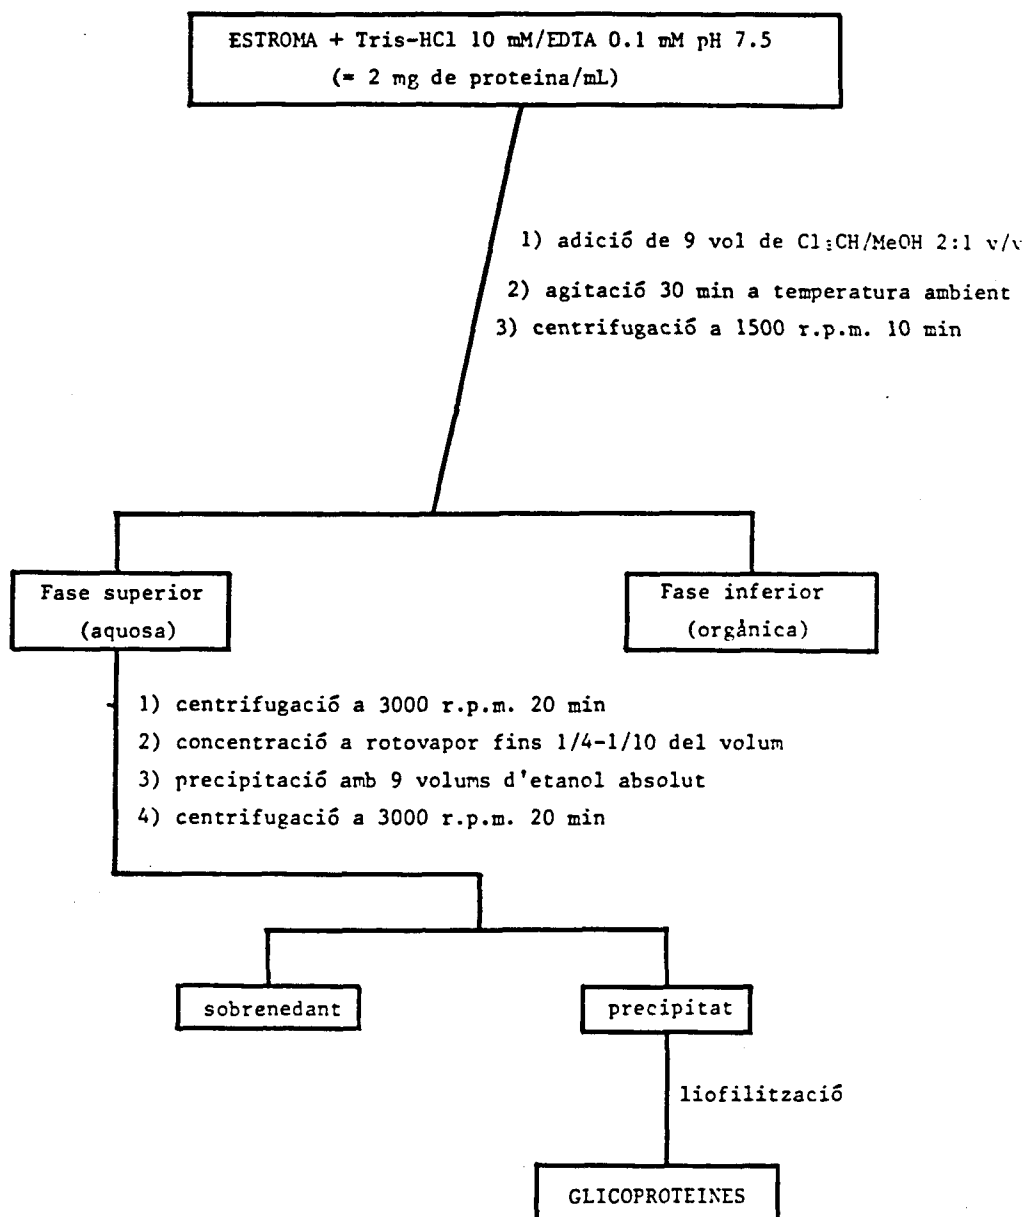 ESTROMA + Tris-HCl 10 mM/EDTA 0.1 mM pH 7.5
(= 2 mg de proteina/mL)
1) adició de 9 vol de Cl₃CH/MeOH 2:1 v/v
2) agitació 30 min a temperatura ambient
3) centrifugació a 1500 r.p.m. 10 min
Fase superior
(aquosa)
Fase inferior
(orgànica)
1) centrifugació a 3000 r.p.m. 20 min
2) concentració a rotovapor fins 1/4-1/10 del volum
3) precipitació amb 9 volums d'etanol absolut
4) centrifugació a 3000 r.p.m. 20 min
sobrenedant
precipitat
liofilització
GLICOPROTEINES